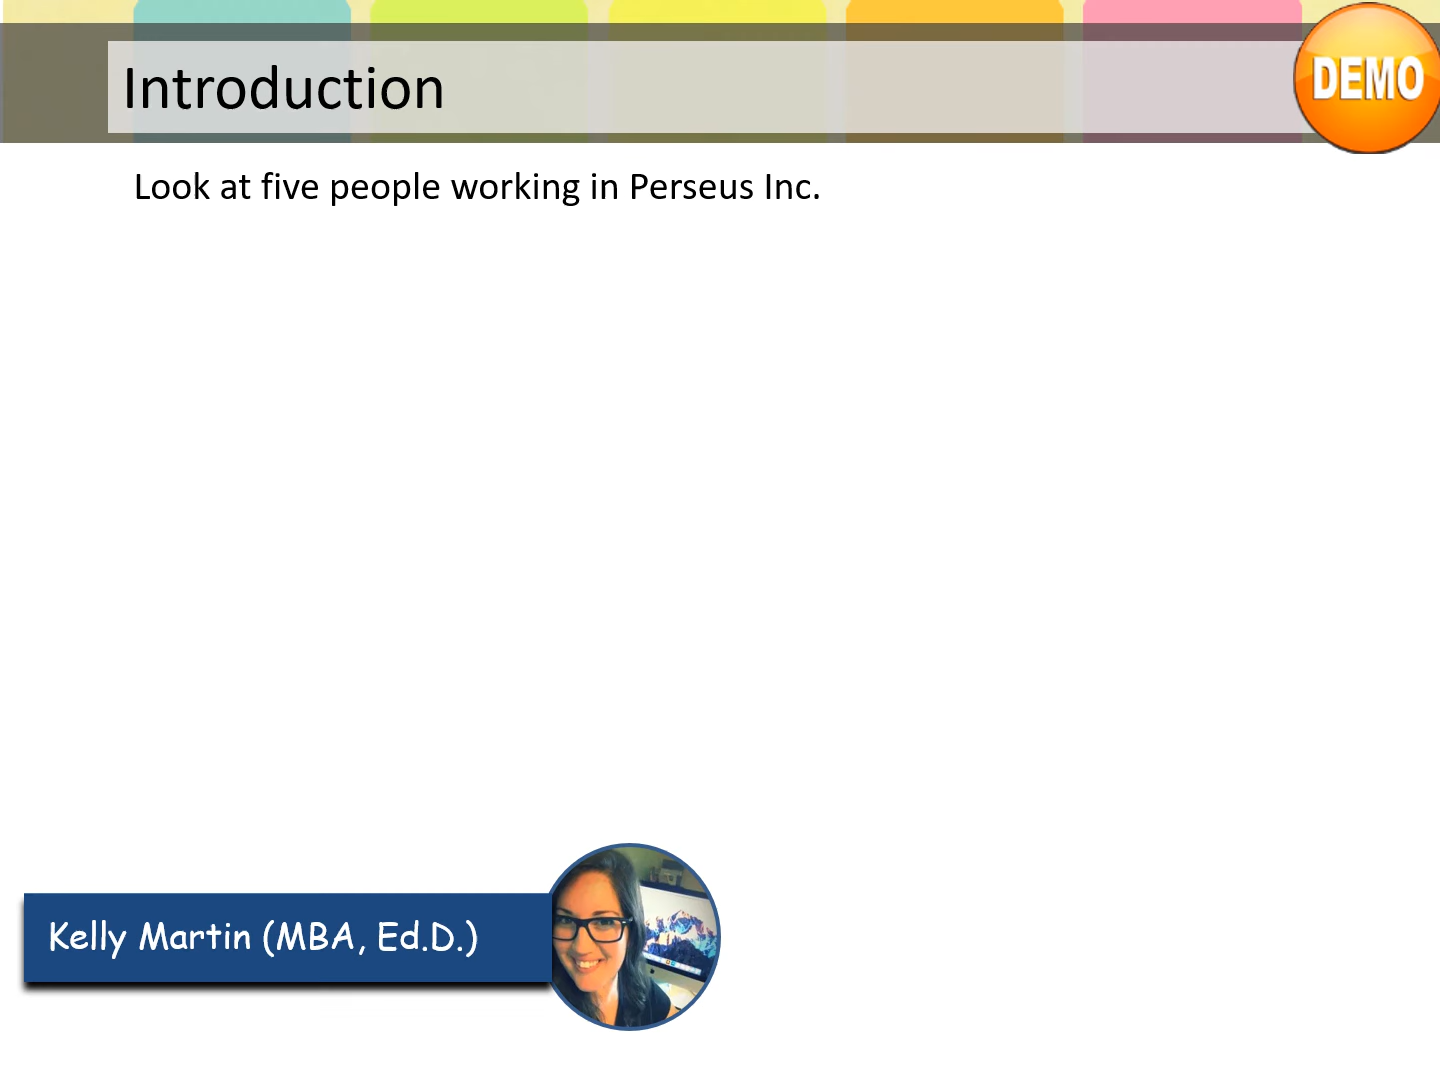 Introduction
DEMO
Look at five people working in Perseus Inc.
Kelly Martin (MBA, Ed.D.)